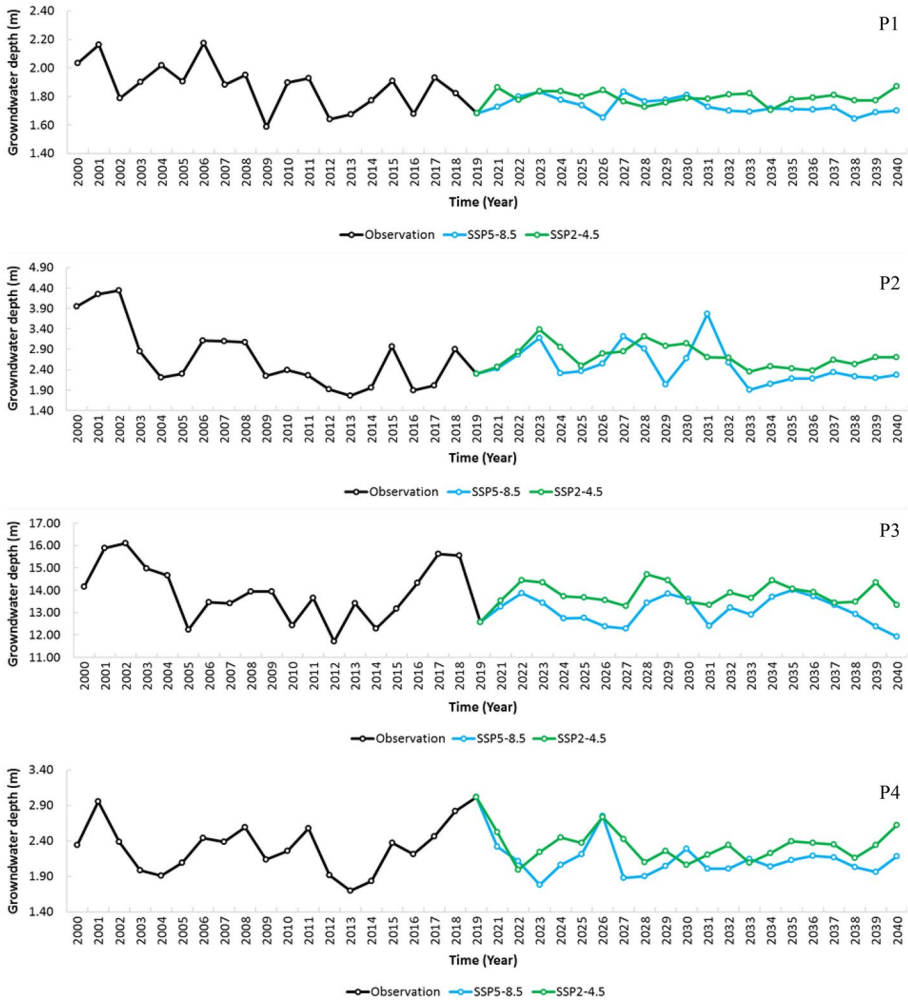 Growndwater depth (m)
2.40
2.20
2.00
1.80
1.60
1.40
P1
2000 2001 2002 2003 2004 2005 2006 2007 2008 2009 2010 2011 2012 2013 2014 2015 2016 2017 2018 2019 2021 2022 2023 2024 2025 2026 2027 2028 2029 2030 2031 2032 2033 2034 2035 2036 2037 2038 2039 2040
Time (Year)
Observation SSP5-8.5 SSP2-4.5
Growndwater depth (m)
4.90
4.40
3.90
3.40
2.90
2.40
1.90
1.40
P2
2000 2001 2002 2003 2004 2005 2006 2007 2008 2009 2010 2011 2012 2013 2014 2015 2016 2017 2018 2019 2021 2022 2023 2024 2025 2026 2027 2028 2029 2030 2031 2032 2033 2034 2035 2036 2037 2038 2039 2040
Time (Year)
Observation SSP5-8.5 SSP2-4.5
Growndwater depth (m)
17.00
16.00
15.00
14.00
13.00
12.00
11.00
P3
2000 2001 2002 2003 2004 2005 2006 2007 2008 2009 2010 2011 2012 2013 2014 2015 2016 2017 2018 2019 2021 2022 2023 2024 2025 2026 2027 2028 2029 2030 2031 2032 2033 2034 2035 2036 2037 2038 2039 2040
Time (Year)
Observation SSP5-8.5 SSP2-4.5
Growndwater depth (m)
3.40
2.90
2.40
1.90
1.40
P4
2000 2001 2002 2003 2004 2005 2006 2007 2008 2009 2010 2011 2012 2013 2014 2015 2016 2017 2018 2019 2021 2022 2023 2024 2025 2026 2027 2028 2029 2030 2031 2032 2033 2034 2035 2036 2037 2038 2039 2040
Time (Year)
Observation SSP5-8.5 SSP2-4.5